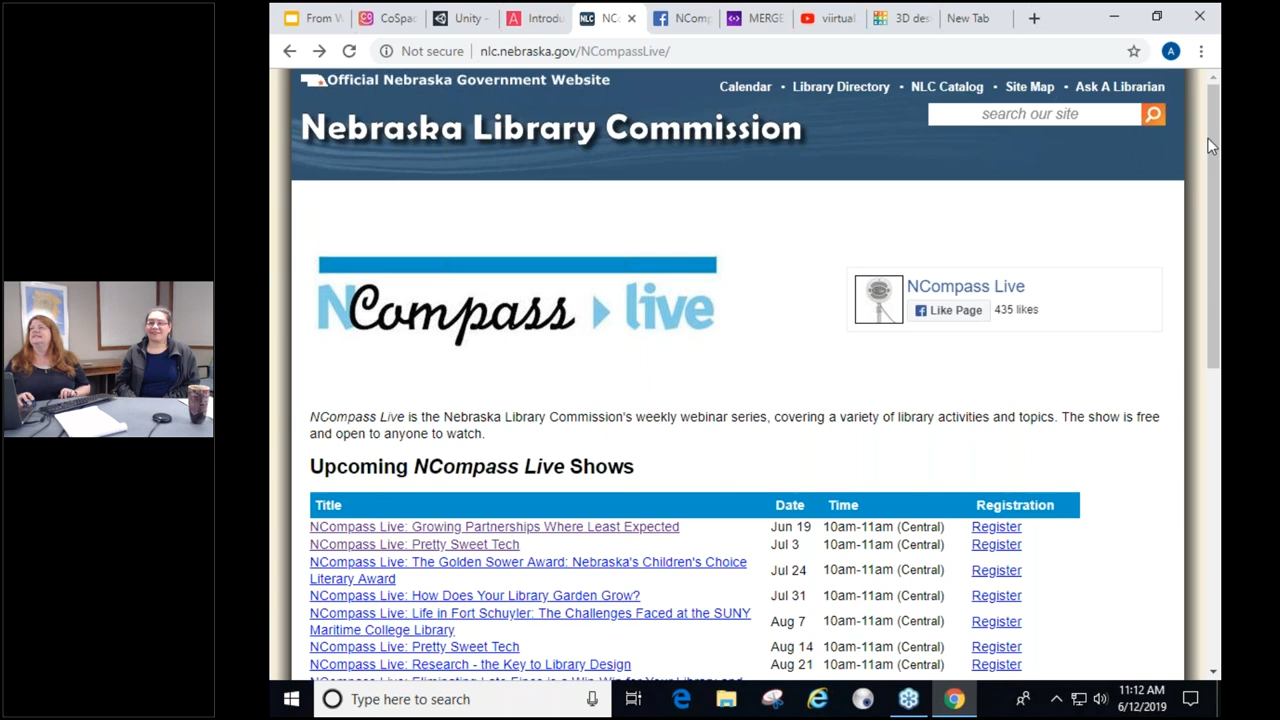 From W
CoSpac
Unity -
Introdu
NC
NComp
MERGE
viirtual
3D des
New Tab
Not secure
nlc.nebraska.gov/NCompassLive/
Official Nebraska Government Website
Calendar • Library Directory • NLC Catalog • Site Map • Ask A Librarian
Nebraska Library Commission
search our site
NCompass live
NCompass Live
Like Page
435 likes
NCompass Live is the Nebraska Library Commission's weekly webinar series, covering a variety of library activities and topics. The show is free
and open to anyone to watch.
Upcoming NCompass Live Shows
Title Date Time Registration
NCompass Live: Growing Partnerships Where Least Expected Jun 19 10am-11am (Central) Register
NCompass Live: Pretty Sweet Tech Jul 3 10am-11am (Central) Register
NCompass Live: The Golden Sower Award: Nebraska's Children's Choice
Literary Award Jul 24 10am-11am (Central) Register
NCompass Live: How Does Your Library Garden Grow? Jul 31 10am-11am (Central) Register
NCompass Live: Life in Fort Schuyler: The Challenges Faced at the SUNY
Maritime College Library Aug 7 10am-11am (Central) Register
NCompass Live: Pretty Sweet Tech Aug 14 10am-11am (Central) Register
NCompass Live: Research - the Key to Library Design Aug 21 10am-11am (Central) Register
Type here to search
11:12 AM
6/12/2019